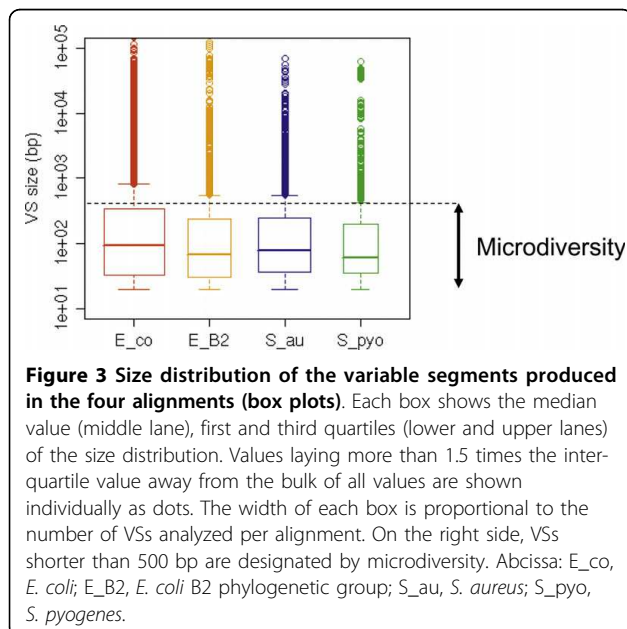 1e+05
1e+04
1e+03
1e+02
1e+01
VS size (bp)
E_co E_B2 S_au S_pyo
Microdiversity
Figure 3 Size distribution of the variable segments produced
in the four alignments (box plots). Each box shows the median
value (middle lane), first and third quartiles (lower and upper lanes)
of the size distribution. Values laying more than 1.5 times the inter-
quartile value away from the bulk of all values are shown
individually as dots. The width of each box is proportional to the
number of VSs analyzed per alignment. On the right side, VSs
shorter than 500 bp are designated by microdiversity. Abcissa: E_co,
E. coli; E_B2, E. coli B2 phylogenetic group; S_au, S. aureus; S_pyo,
S. pyogenes.